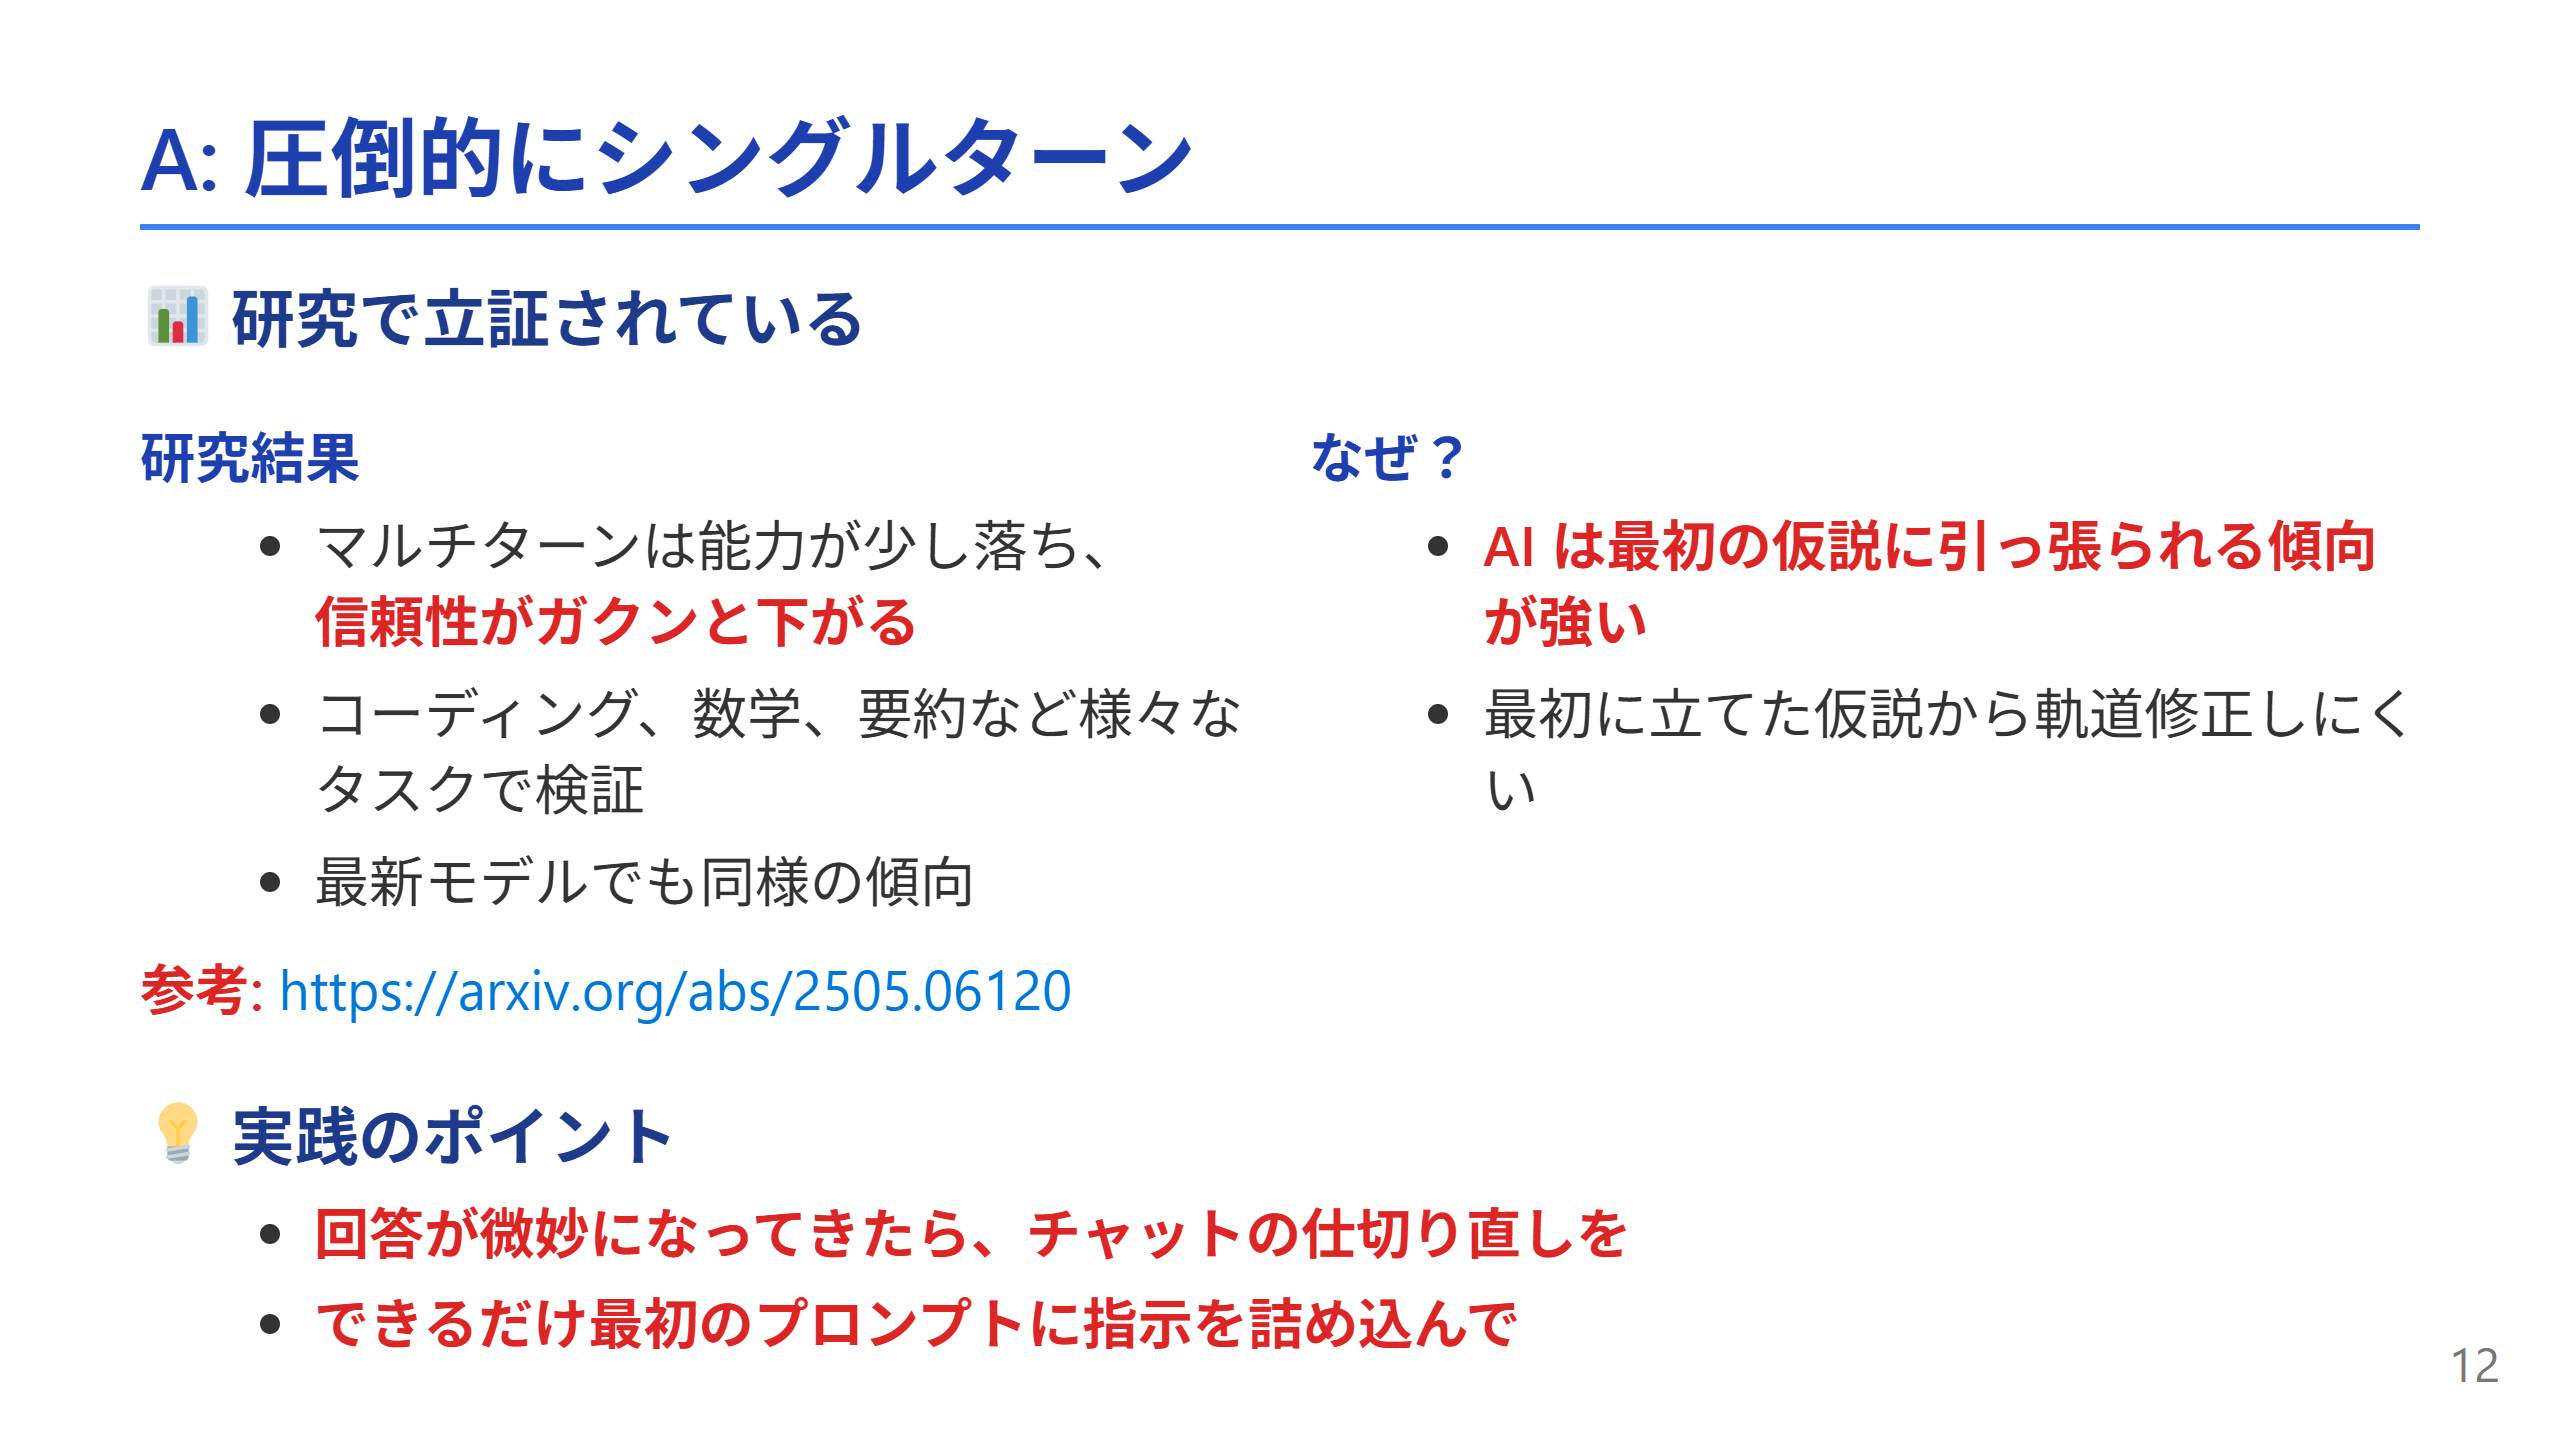 A: 圧倒的にシングルターン
📊 研究で立証されている
研究結果
• マルチターンは能力が少し落ち、
信頼性がガクンと下がる
• コーディング、数学、要約など様々な
タスクで検証
• 最新モデルでも同様の傾向
参考: https://arxiv.org/abs/2505.06120
なぜ？
• AI は最初の仮説に引っ張られる傾向
が強い
• 最初に立てた仮説から軌道修正しにく
い
💡 実践のポイント
• 回答が微妙になってきたら、チャットの仕切り直しを
• できるだけ最初のプロンプトに指示を詰め込んで
12